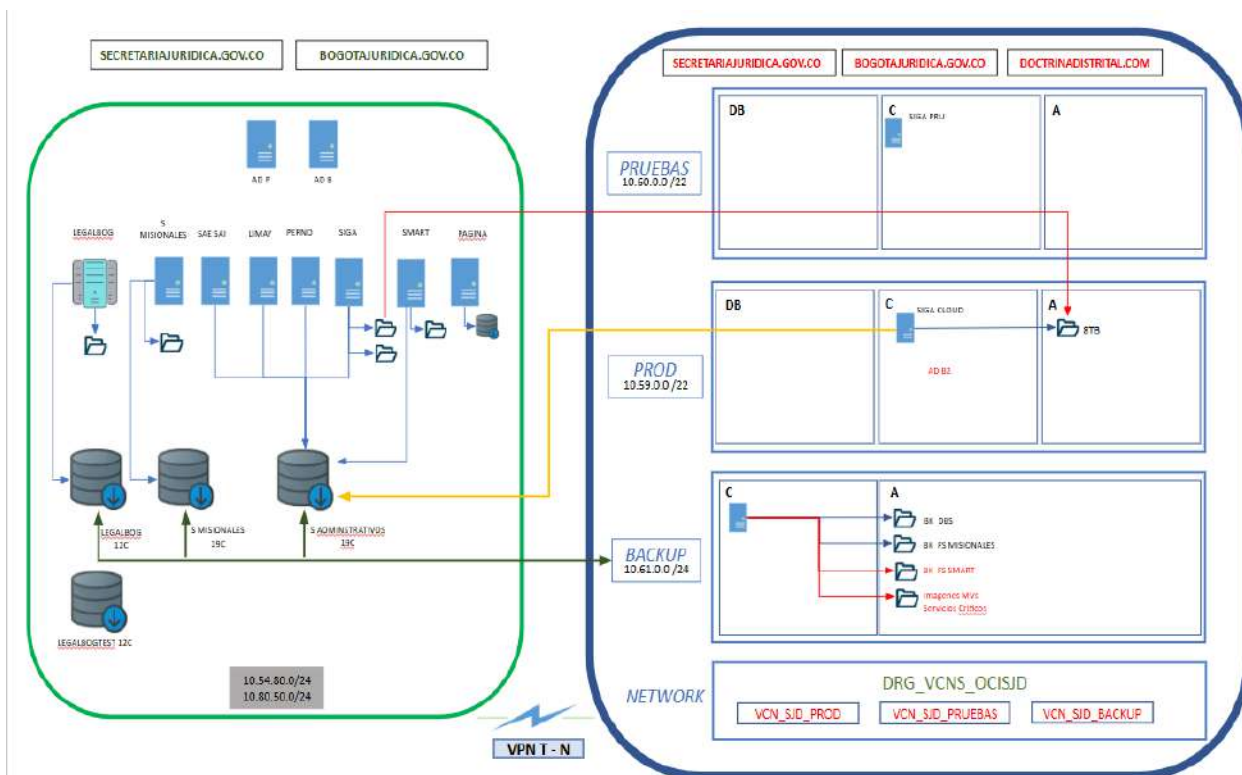 SECRETARIAJURIDICA.GOV.CO
BOGOTAJURIDICA.GOV.CO
AD P
AD B
LEGALBOG
S
MISIONALES
SAE SAI
LIMAY
PERNO
SIGA
SMART
PAGINA
LEGALBOG
12C
S MISIONALES
19C
S ADMINSTRATIVOS
19C
LEGALBOGTEST 12C
10.54.80.0/24
10.80.50.0/24
VPN T - N
SECRETARIAJURIDICA.GOV.CO
BOGOTAJURIDICA.GOV.CO
DOCTRINADISTRITAL.COM
PRUEBAS
10.60.0.0 /22
DB
C
SIGA PRU
A
PROD
10.59.0.0 /22
DB
C
SIGA CLOUD
AD B2
A
8TB
BACKUP
10.61.0.0 /24
C
A
BK DBS
BK FS MISIONALES
BK FS SMART
Imagenes MVs
Servicios Criticos
NETWORK
DRG_VCNS_OCISJD
VCN_SJD_PROD
VCN_SJD_PRUEBAS
VCN_SJD_BACKUP